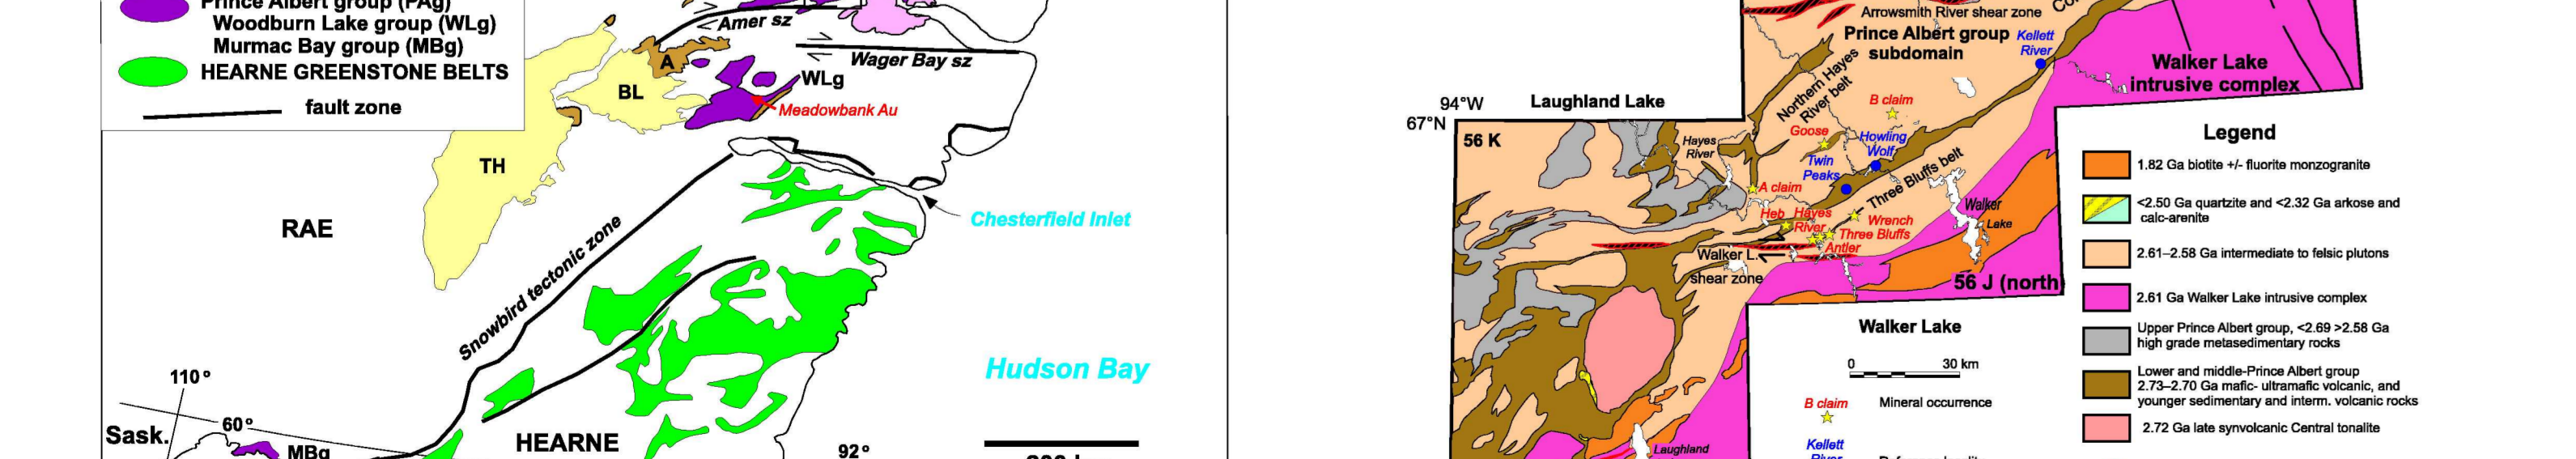 Prince Albert group (PAg)
Woodburn Lake group (WLg)
Murmac Bay group (MBg)
HEARNE GREENSTONE BELTS
fault zone
Amer sz
Wager Bay sz
A
BL
WLg
Meadowbank Au
TH
RAE
Chesterfield Inlet
Snowbird tectonic zone
Hudson Bay
110°
60°
Sask.
MBg
HEARNE
92°
Arrowsmith River shear zone
Prince Albert group
subdomain
Kellett
River
Walker Lake
intrusive complex
94°W
Laughland Lake
67°N
56 K
Northern Hayes
River belt
B claim
Hayes
River
Goose
Howling
Wolf
Twin
Peaks
A claim
Three Bluffs belt
Walker
Lake
Heb
Hayes
River
Wrench
Three Bluffs
Antler
Walker L.
shear zone
56 J (north)
Walker Lake
0 30 km
B claim
Mineral occurrence
Kellett
River
Laughland
Legend
1.82 Ga biotite +/- fluorite monzogranite
<2.50 Ga quartzite and <2.32 Ga arkose and
calc-arenite
2.61–2.58 Ga intermediate to felsic plutons
2.61 Ga Walker Lake intrusive complex
Upper Prince Albert group, <2.69 >2.58 Ga
high grade metasedimentary rocks
Lower and middle-Prince Albert group
2.73–2.70 Ga mafic- ultramafic volcanic, and
younger sedimentary and interm. volcanic rocks
2.72 Ga late synvolcanic Central tonalite